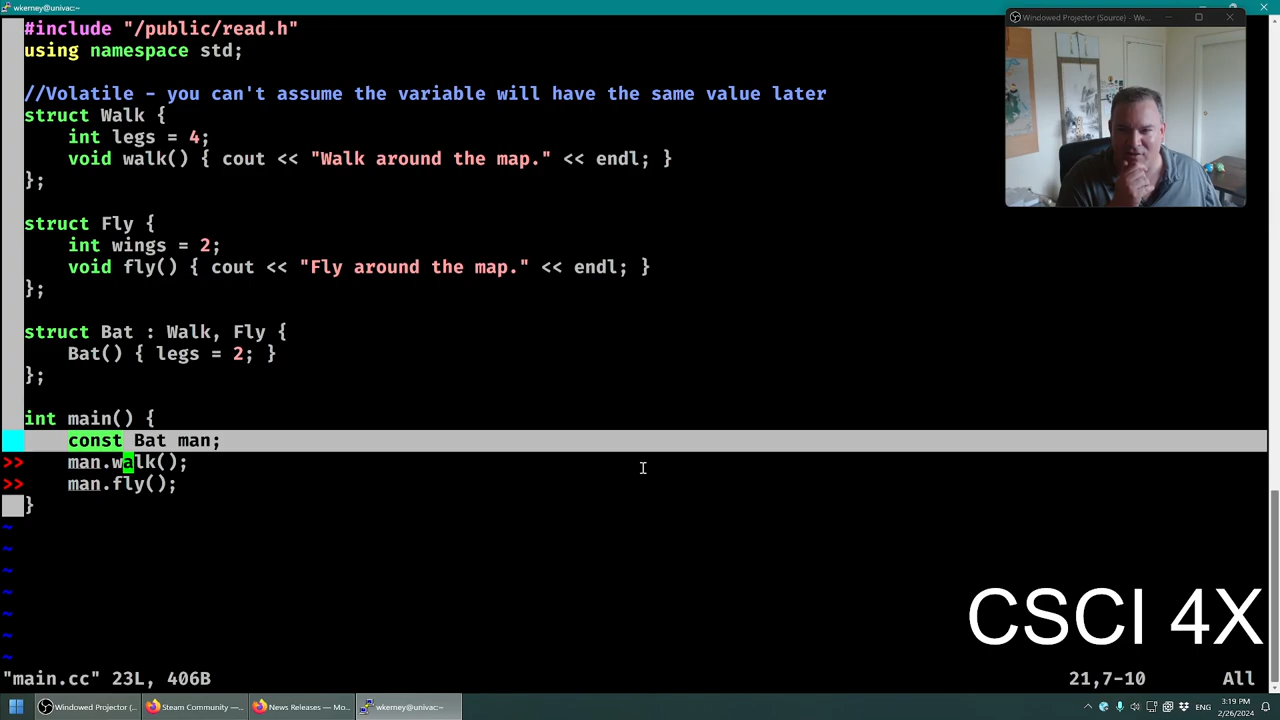 wkerney@univac:~
#include "/public/read.h"
using namespace std;
//Volatile - you can't assume the variable will have the same value later
struct Walk {
int legs = 4;
void walk() { cout << "Walk around the map." << endl; }
};
struct Fly {
int wings = 2;
void fly() { cout << "Fly around the map." << endl; }
};
struct Bat : Walk, Fly {
Bat() { legs = 2; }
};
int main() {
const Bat man;
>> man.walk();
>> man.fly();
}
~
~
~
~
~
~
~
"main.cc" 23L, 406B 21,7-10 All
Windowed Projector (Source) - We...
CSCI 4X
Windowed Projector (...
Steam Community —...
News Releases — Mo...
wkerney@univac:~
ENG
3:19 PM
2/26/2024